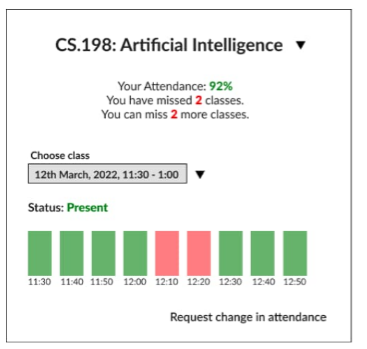 CS.198: Artificial Intelligence
Your Attendance: 92%
You have missed 2 classes.
You can miss 2 more classes.
Choose class
12th March, 2022, 11:30 - 1:00
Status: Present
11:30 11:40 11:50 12:00 12:10 12:20 12:30 12:40 12:50
Request change in attendance